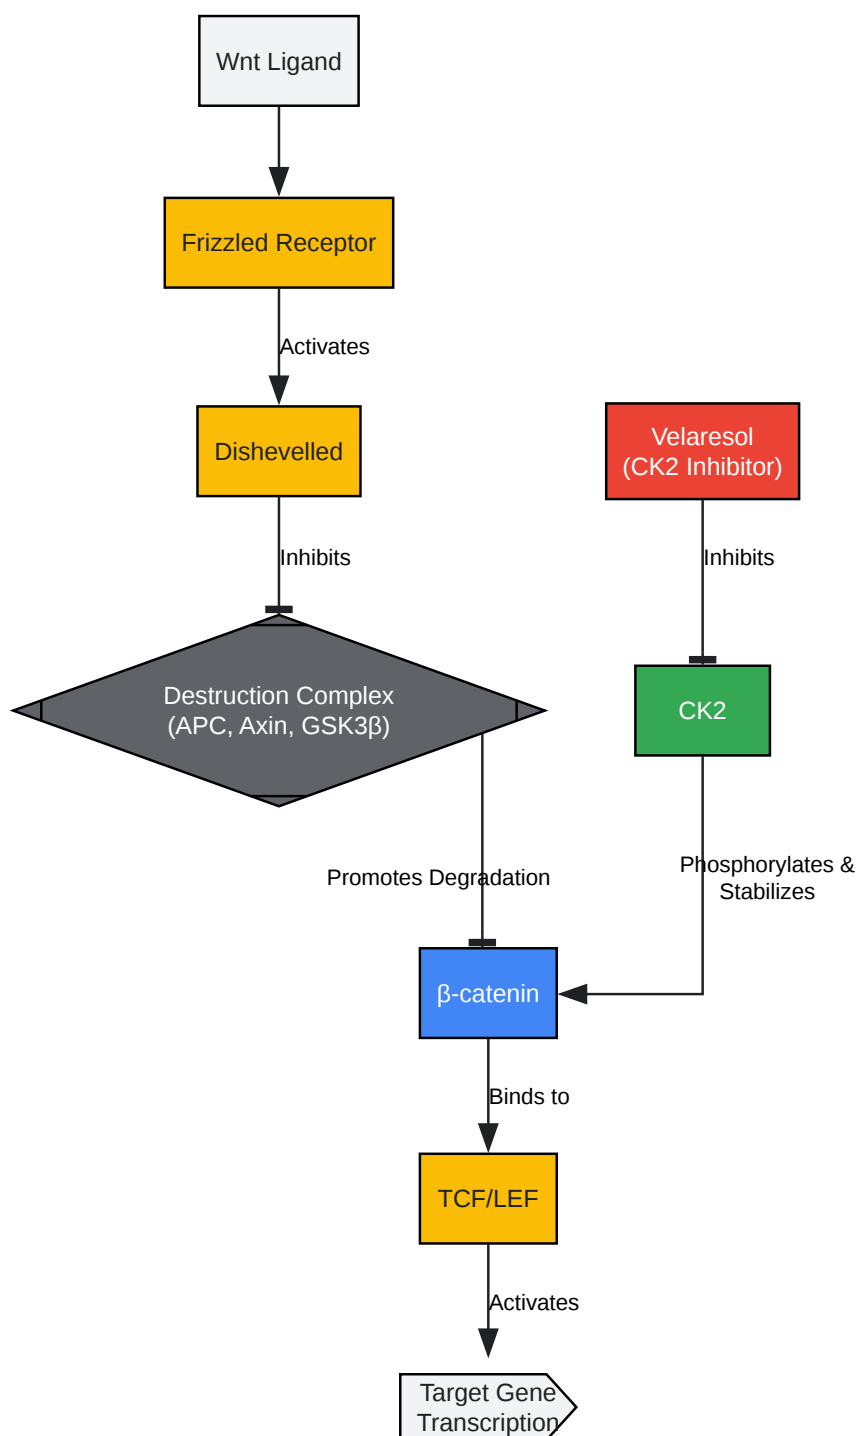 Wnt Ligand
Frizzled Receptor
Activates
Dishevelled
Velaresol
(CK2 Inhibitor)
Inhibits
Inhibits
Destruction Complex
(APC, Axin, GSK3β)
CK2
Promotes Degradation
Phosphorylates &
Stabilizes
β-catenin
Binds to
TCF/LEF
Activates
Target Gene
Transcription